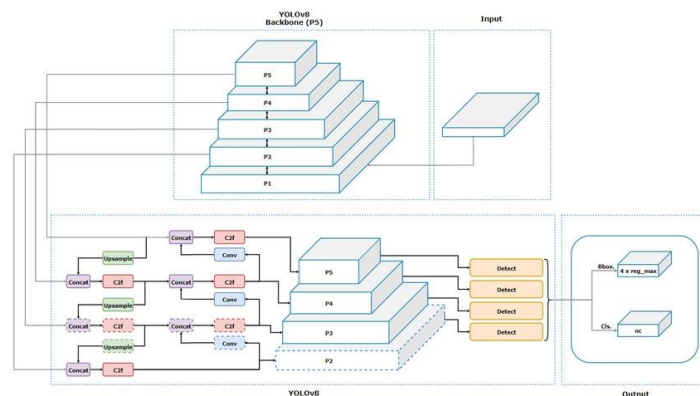 YOLOv8
Backbone (P5)
Input
P5
P4
P3
P2
P1
Concat
C2f
Upsample
Conv
Concat
C2f
Concat
C2f
Upsample
Conv
Concat
C2f
Concat
C2f
Upsample
Conv
Concat
C2f
P5
P4
P3
P2
Detect
Detect
Detect
Detect
Bbox.
4 x reg_max
Cls.
nc
YOLOv8
Output